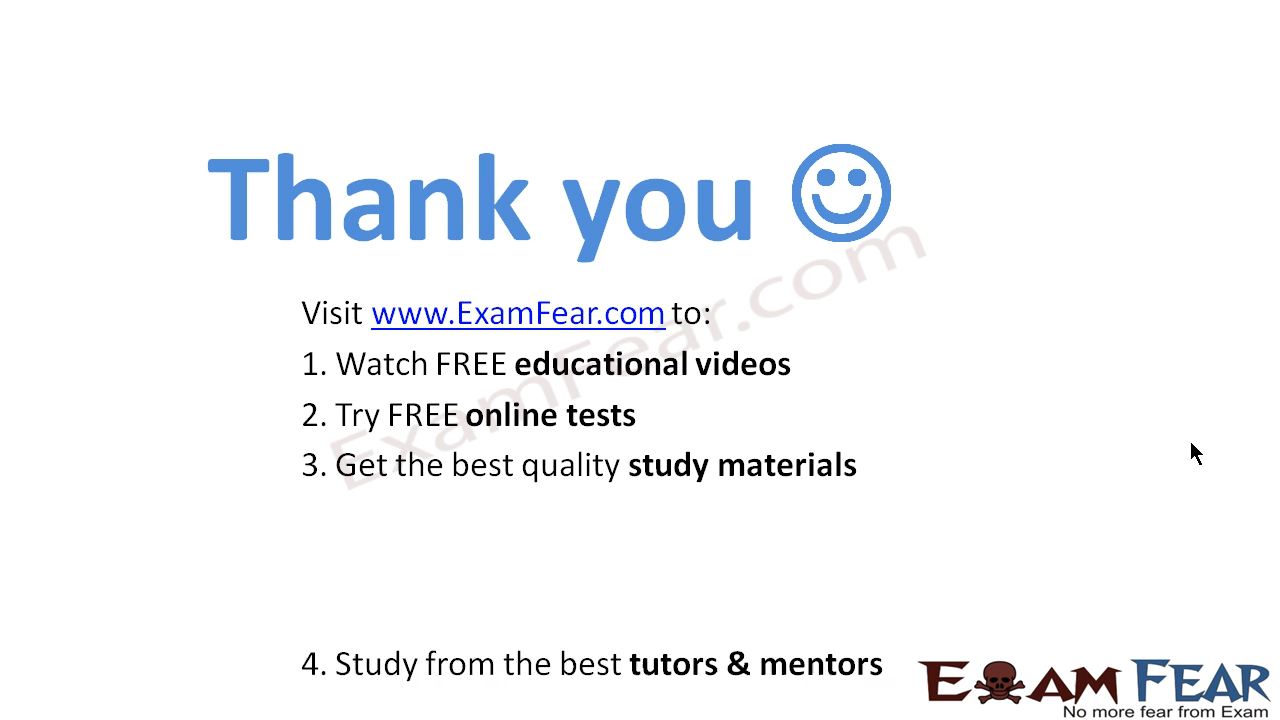 Thank you ☺
Visit www.ExamFear.com to:
1. Watch FREE educational videos
2. Try FREE online tests
3. Get the best quality study materials
4. Study from the best tutors & mentors
ExamFear.com
EXAM FEAR
No more fear from Exam